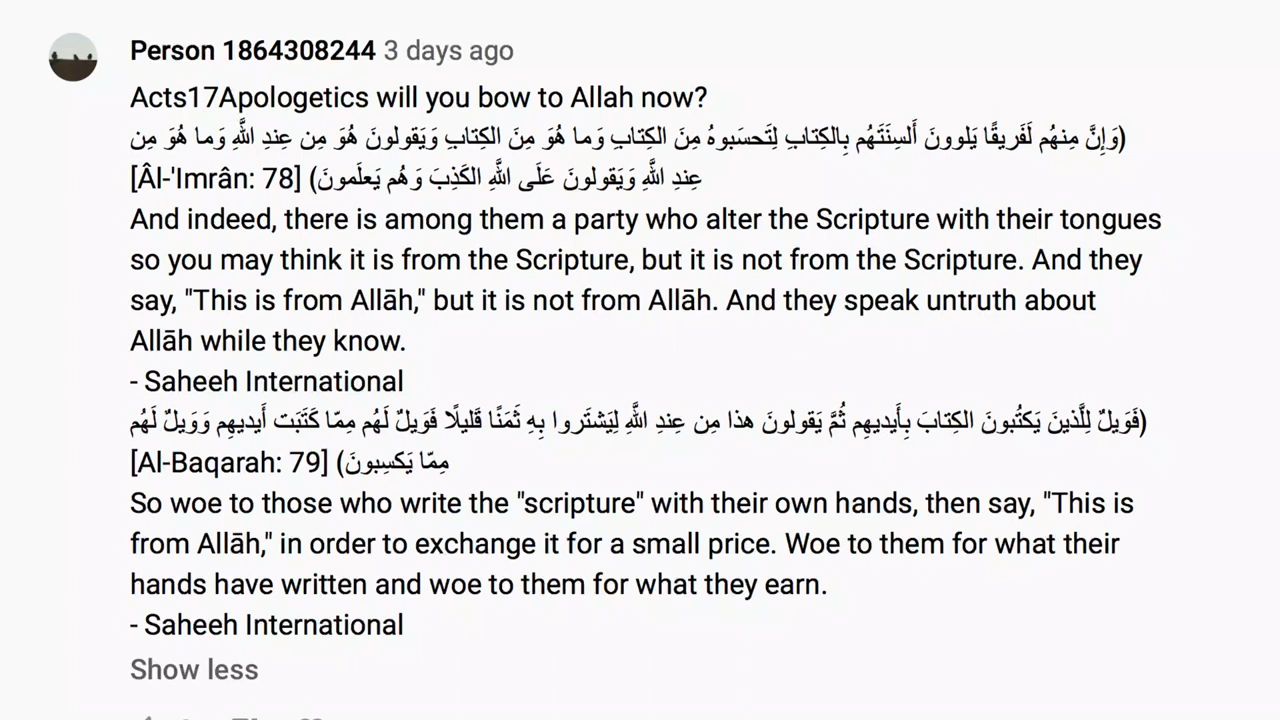 Person 1864308244 3 days ago
Acts17Apologetics will you bow to Allah now?
(وَإِنَّ مِنهُم لَفَريقًا يَلوونَ أَلسِنَتَهُم بِالكِتابِ لِتَحسَبوهُ مِنَ الكِتابِ وَما هُوَ مِنَ الكِتابِ وَيَقولونَ هُوَ مِن عِندِ اللَّهِ وَما هُوَ مِن
عِندِ اللَّهِ وَيَقولونَ عَلَى اللَّهِ الكَذِبَ وَهُم يَعلَمونَ) [Âl-'Imrân: 78]
And indeed, there is among them a party who alter the Scripture with their tongues
so you may think it is from the Scripture, but it is not from the Scripture. And they
say, "This is from Allāh," but it is not from Allāh. And they speak untruth about
Allāh while they know.
- Saheeh International
(فَوَيلٌ لِلَّذينَ يَكتُبونَ الكِتابَ بِأَيديهِم ثُمَّ يَقولونَ هذا مِن عِندِ اللَّهِ لِيَشتَروا بِهِ ثَمَنًا قَليلًا فَوَيلٌ لَهُم مِمّا كَتَبَت أَيديهِم وَوَيلٌ لَهُم
مِمّا يَكسِبونَ) [Al-Baqarah: 79]
So woe to those who write the "scripture" with their own hands, then say, "This is
from Allāh," in order to exchange it for a small price. Woe to them for what their
hands have written and woe to them for what they earn.
- Saheeh International
Show less